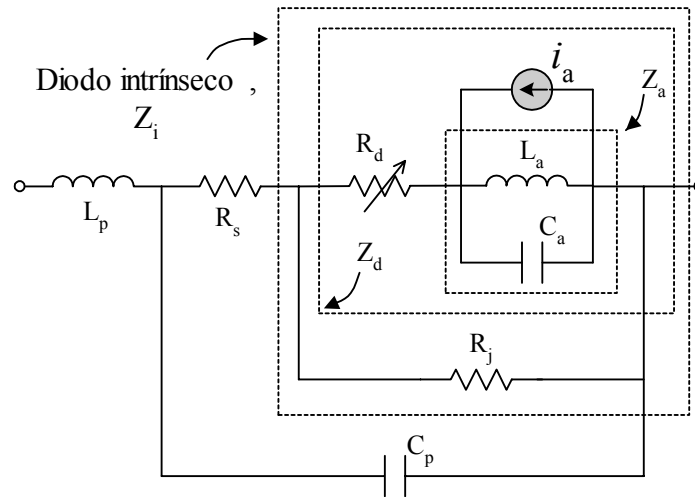 Diodo intrínseco ,
Z_i
i_a
Z_a
R_d
L_a
L_p
R_s
C_a
Z_d
R_j
C_p